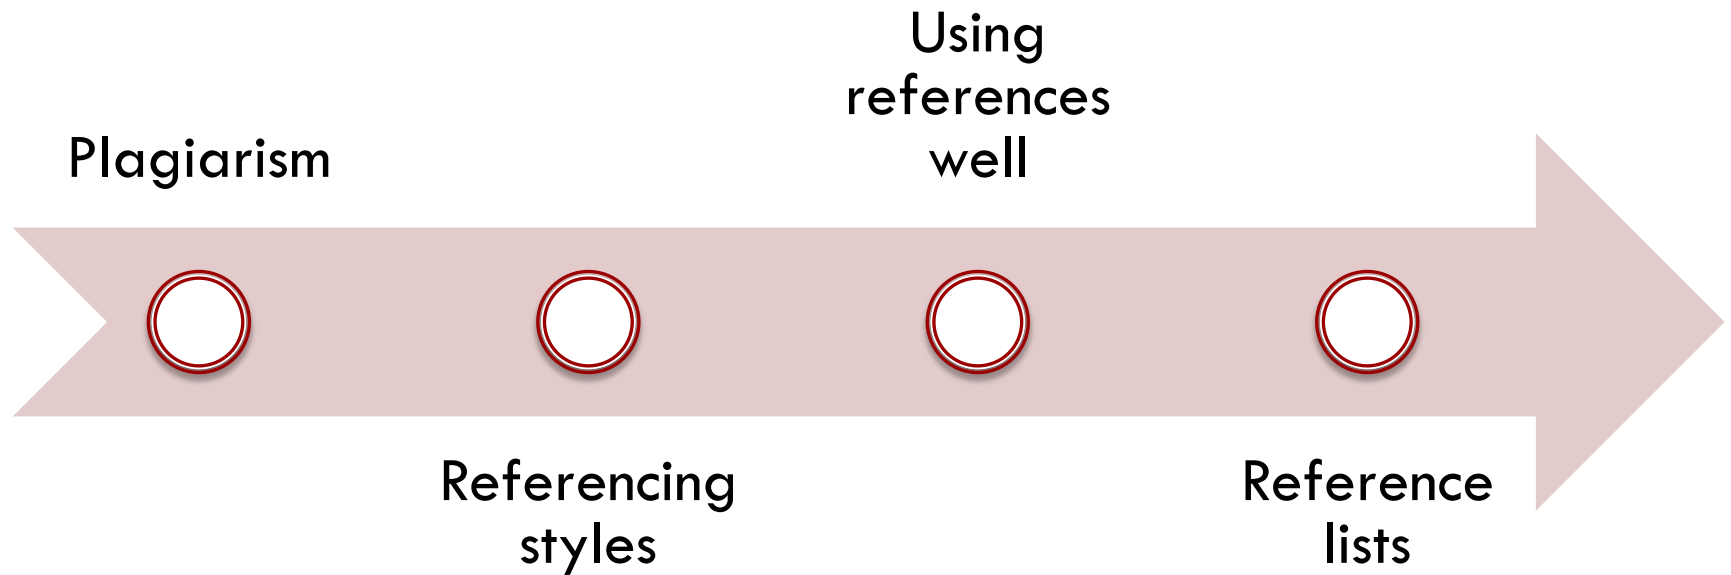 Plagiarism
Referencing
styles
Using
references
well
Reference
lists